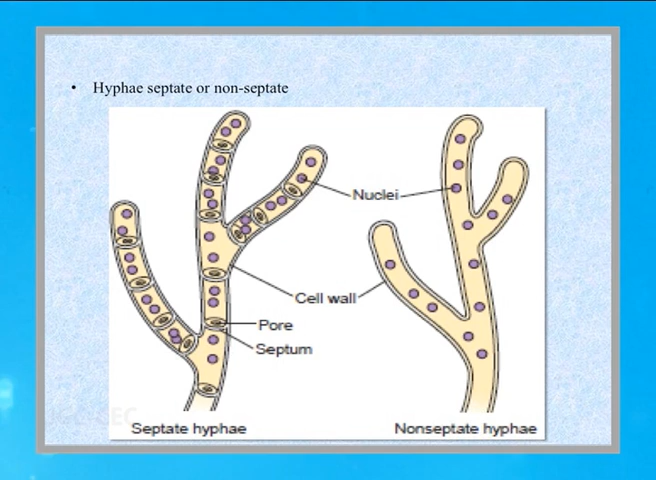 • Hyphae septate or non-septate
Nuclei
Cell wall
Pore
Septum
Septate hyphae
Nonseptate hyphae